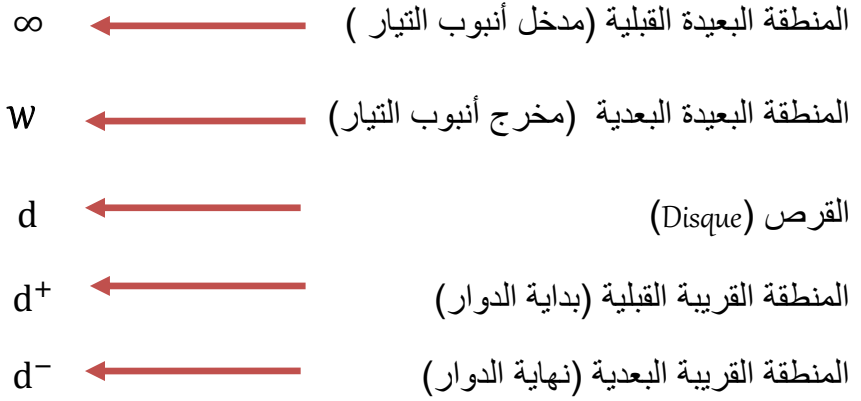 المنطقة البعيدة القبلية (مدخل أنبوب التيار ) ∞
المنطقة البعيدة البعدية (مخرج أنبوب التيار) w
القرص (Disque) d
المنطقة القريبة القبلية (بداية الدوار) d⁺
المنطقة القريبة البعدية (نهاية الدوار) d⁻